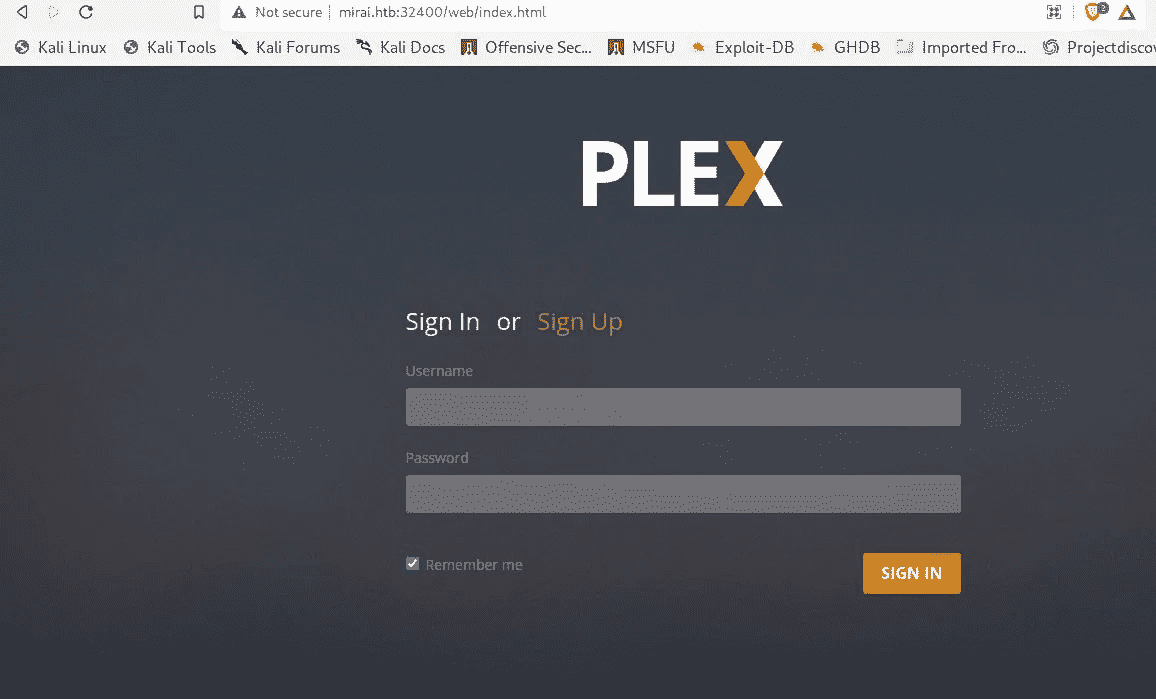 Not secure mirai.htb:32400/web/index.html 2
Kali Linux Kali Tools Kali Forums Kali Docs Offensive Sec... MSFU Exploit-DB GHDB Imported Fro... Projectdiscov
PLEX
Sign In or Sign Up
Username
Password
Remember me SIGN IN